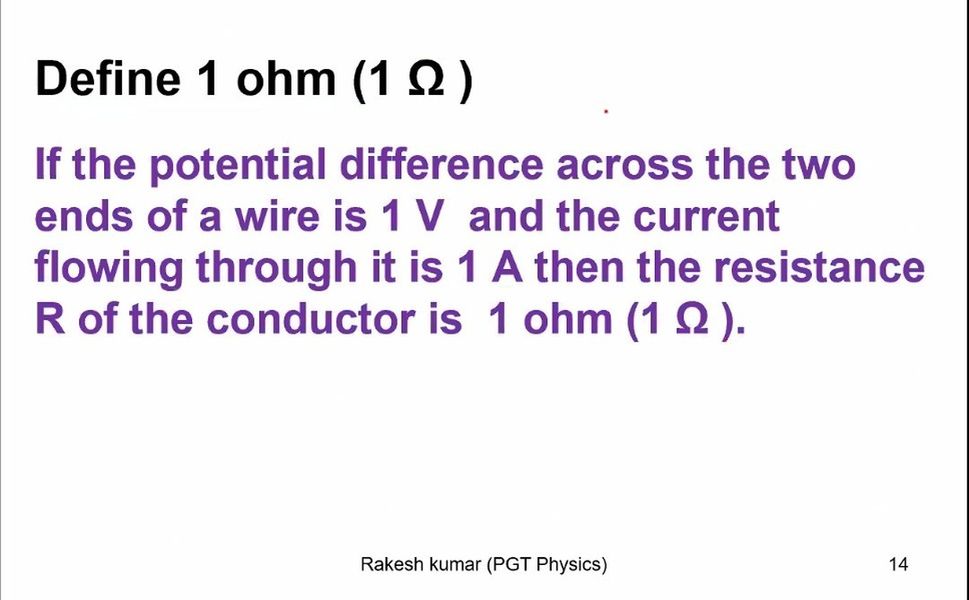 Define 1 ohm (1 Ω )
If the potential difference across the two
ends of a wire is 1 V  and the current
flowing through it is 1 A then the resistance
R of the conductor is  1 ohm (1 Ω ).
Rakesh kumar (PGT Physics)
14